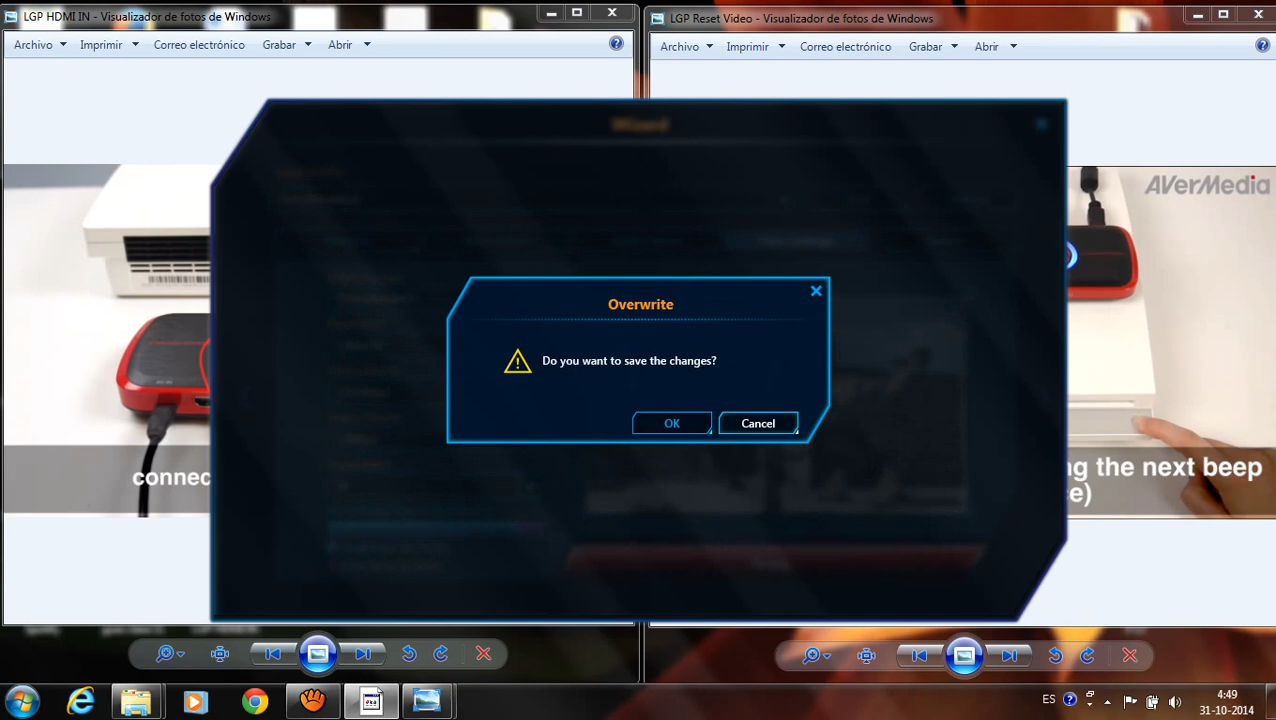 LGP HDMI IN - Visualizador de fotos de Windows
Archivo Imprimir Correo electrónico Grabar Abrir
LGP Reset Video - Visualizador de fotos de Windows
Archivo Imprimir Correo electrónico Grabar Abrir
Wizard
AVerMedia
Overwrite
Do you want to save the changes?
OK Cancel
connec
g the next beep
e)
ES
4:49
31-10-2014